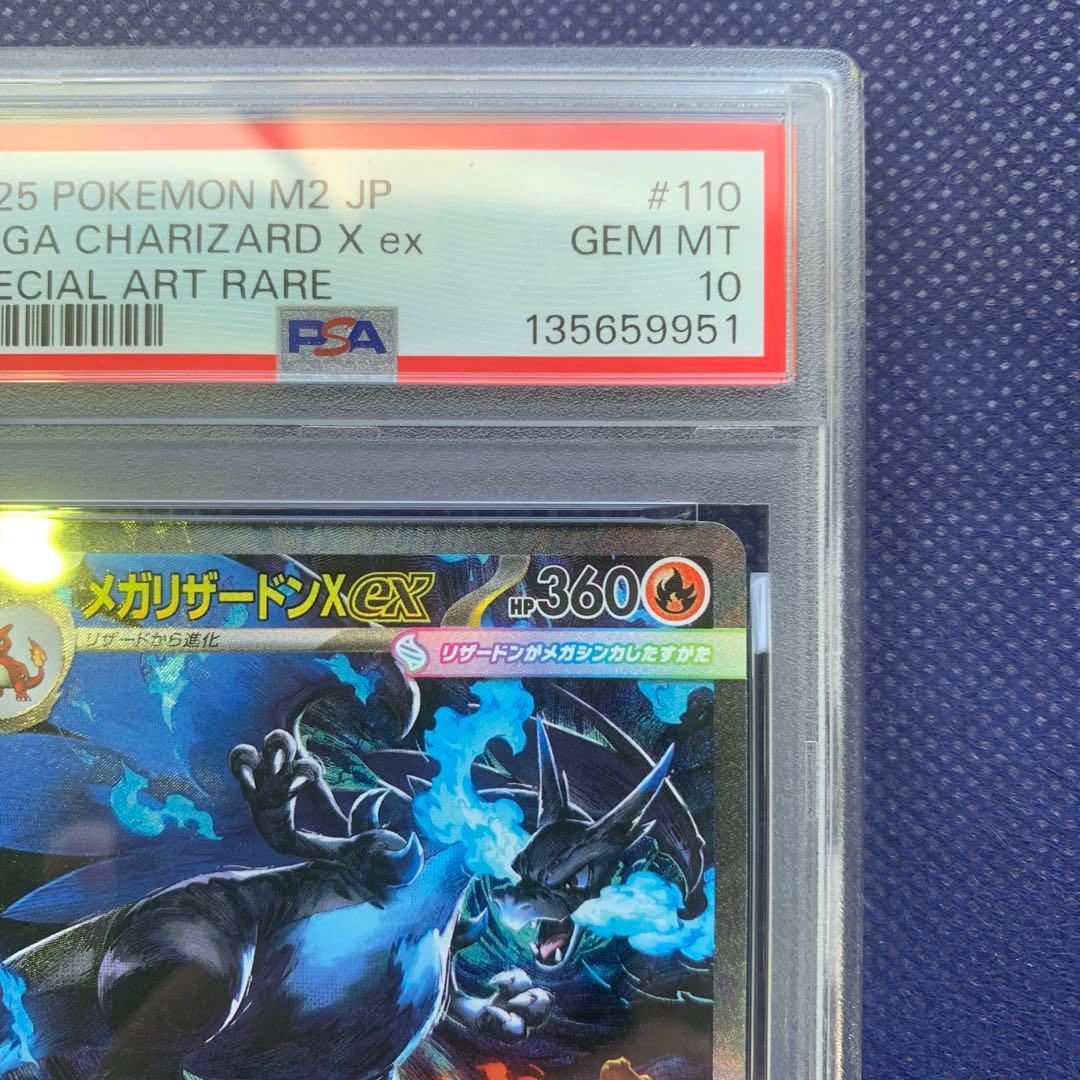 25 POKEMON M2 JP #110
GA CHARIZARD X ex GEM MT
ECIAL ART RARE 10
PSA 135659951
メガリザードンXex HP360
リザードから進化
リザードンがメガシンカしたすがた